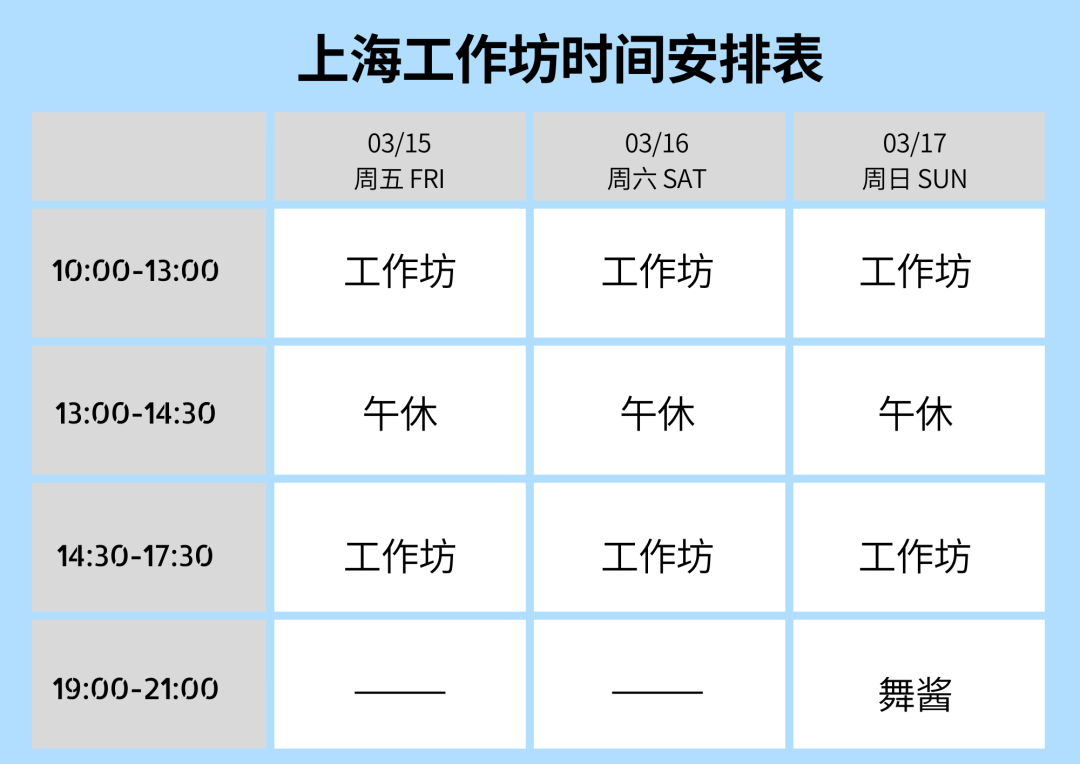 上海工作坊时间安排表
03/15
周五 FRI
03/16
周六 SAT
03/17
周日 SUN
10:00-13:00
工作坊
工作坊
工作坊
13:00-14:30
午休
午休
午休
14:30-17:30
工作坊
工作坊
工作坊
19:00-21:00
——
——
舞酱